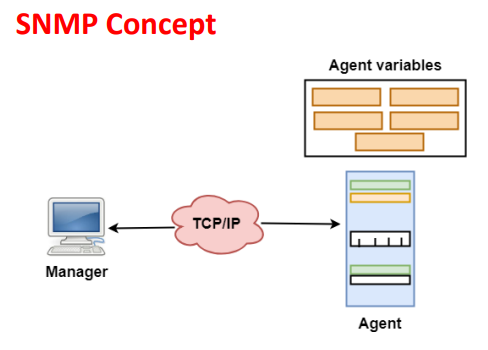 SNMP Concept
Agent variables
TCP/IP
Manager
Agent